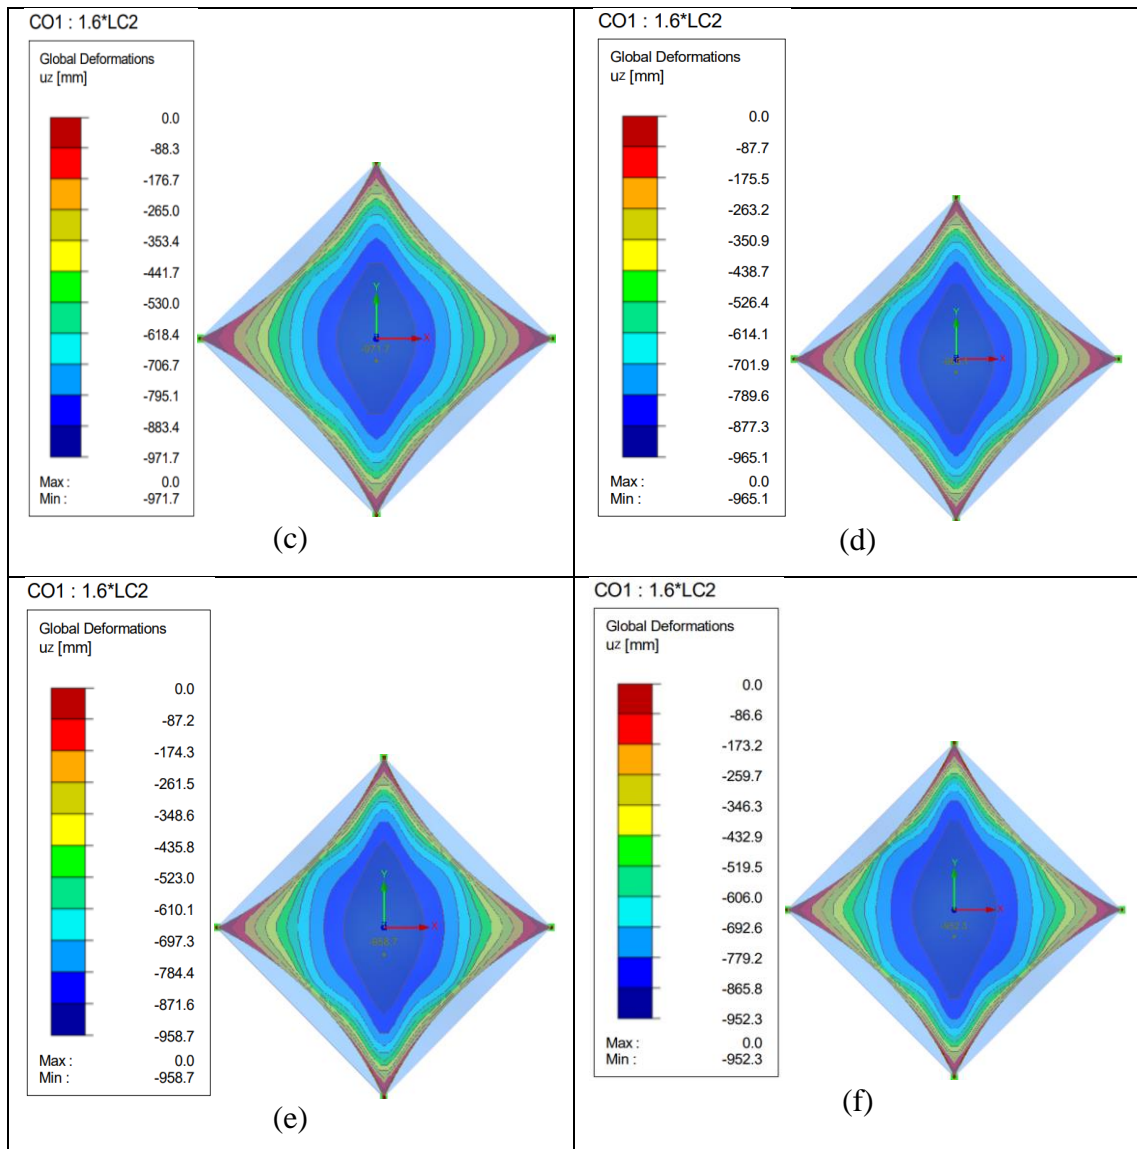 CO1 : 1.6*LC2
Global Deformations
uz [mm]
0.0
-88.3
-176.7
-265.0
-353.4
-441.7
-530.0
-618.4
-706.7
-795.1
-883.4
-971.7
Max : 0.0
Min : -971.7
Y
X
-971.7
(c)
CO1 : 1.6*LC2
Global Deformations
uz [mm]
0.0
-87.7
-175.5
-263.2
-350.9
-438.7
-526.4
-614.1
-701.9
-789.6
-877.3
-965.1
Max : 0.0
Min : -965.1
Y
X
(d)
CO1 : 1.6*LC2
Global Deformations
uz [mm]
0.0
-87.2
-174.3
-261.5
-348.6
-435.8
-523.0
-610.1
-697.3
-784.4
-871.6
-958.7
Max : 0.0
Min : -958.7
Y
X
-958.7
(e)
CO1 : 1.6*LC2
Global Deformations
uz [mm]
0.0
-86.6
-173.2
-259.7
-346.3
-432.9
-519.5
-606.0
-692.6
-779.2
-865.8
-952.3
Max : 0.0
Min : -952.3
Y
X
-952.3
(f)